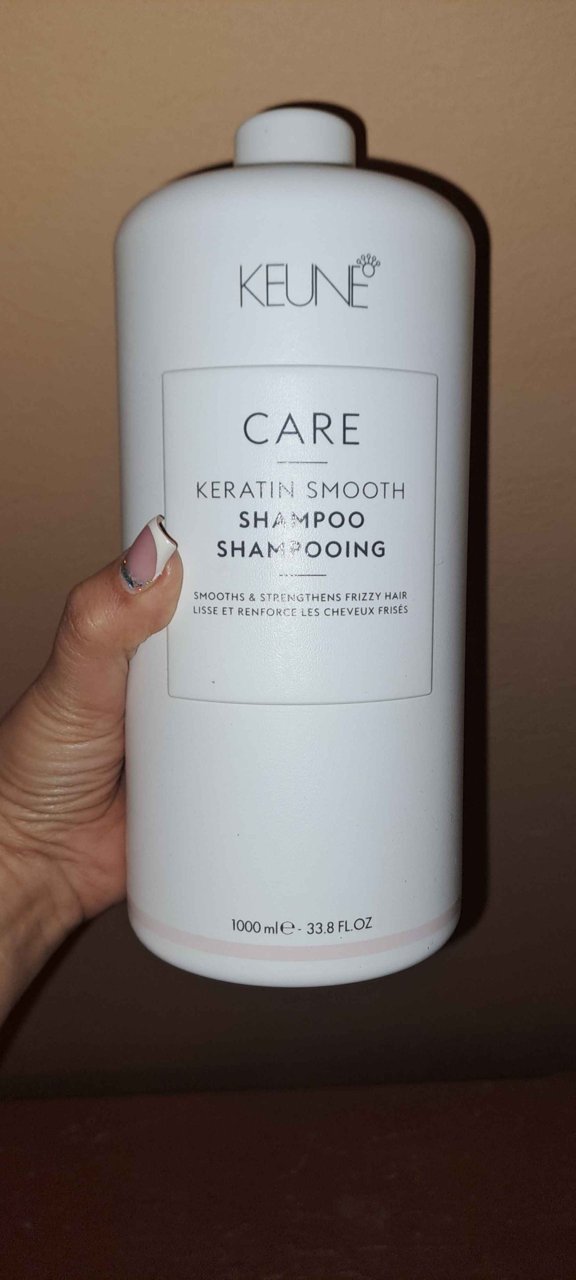 KEUNE
CARE
KERATIN SMOOTH
SHAMPOO
SHAMPOOING
SMOOTHS & STRENGTHENS FRIZZY HAIR
LISSE ET RENFORCE LES CHEVEUX FRISÉS
1000 ml ℮ - 33.8 FL.OZ